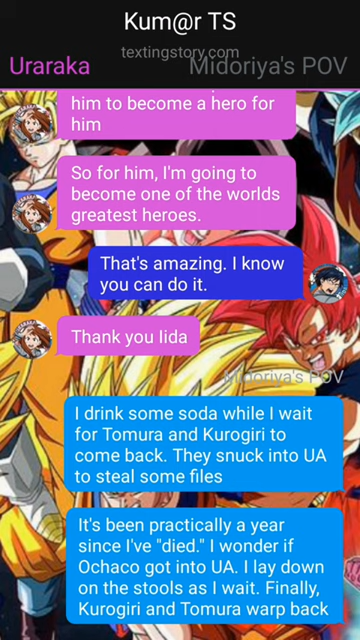 Kum@r TS
textingstory.com
Uraraka
Midoriya's POV
him to become a hero for
him
So for him, I'm going to
become one of the worlds
greatest heroes.
That's amazing. I know
you can do it.
Thank you Iida
Midoriya's POV
I drink some soda while I wait
for Tomura and Kurogiri to
come back. They snuck into UA
to steal some files
It's been practically a year
since I've "died." I wonder if
Ochaco got into UA. I lay down
on the stools as I wait. Finally,
Kurogiri and Tomura warp back